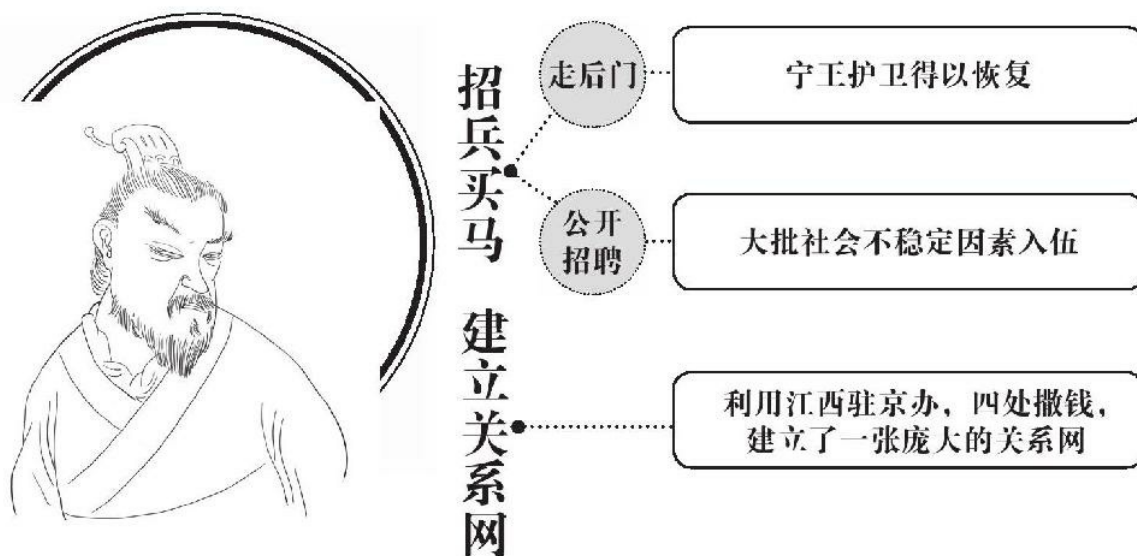 招兵买马 建立关系网
走后门
宁王护卫得以恢复
公开
招聘
大批社会不稳定因素入伍
利用江西驻京办，四处撒钱，
建立了一张庞大的关系网